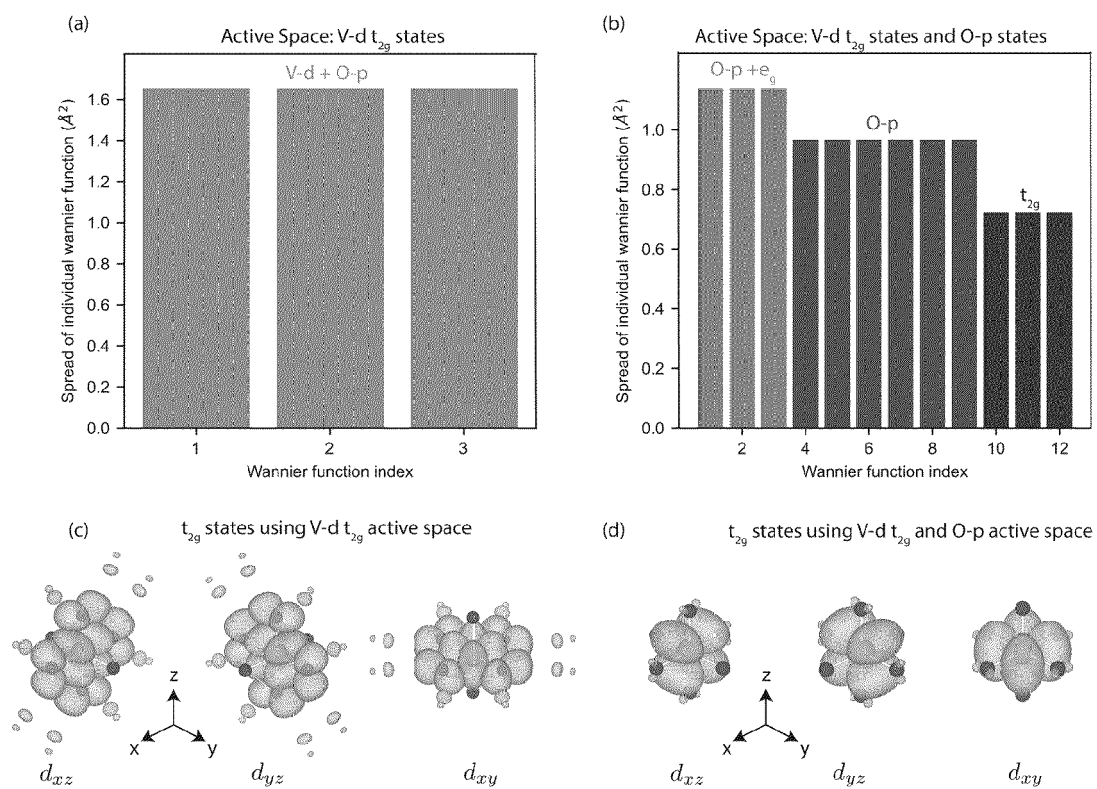 (a)
Active Space: V-d t2g states
V-d + O-p
Spread of individual wannier function (Å²)
1.6
1.4
1.2
1.0
0.8
0.6
0.4
0.2
0.0
1 2 3
Wannier function index
(b)
Active Space: V-d t2g states and O-p states
O-p +eg
O-p
t2g
Spread of individual wannier function (Å²)
1.0
0.8
0.6
0.4
0.2
0.0
2 4 6 8 10 12
Wannier function index
(c)
t2g states using V-d t2g active space
z
x y
dxz dyz dxy
(d)
t2g states using V-d t2g and O-p active space
z
x y
dxz dyz dxy